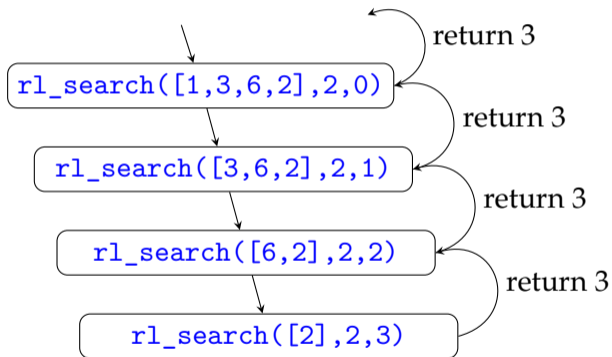 return 3
rl_search([1,3,6,2],2,0)
return 3
rl_search([3,6,2],2,1)
return 3
rl_search([6,2],2,2)
return 3
rl_search([2],2,3)